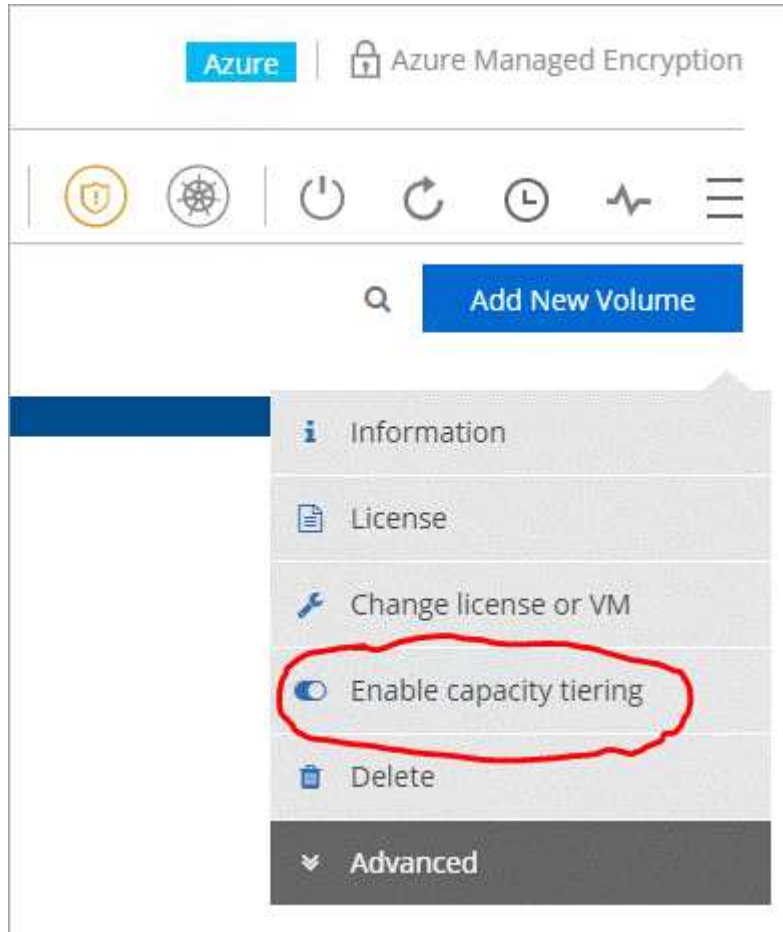 Azure Azure Managed Encryption
Add New Volume
Information
License
Change license or VM
Enable capacity tiering
Delete
Advanced